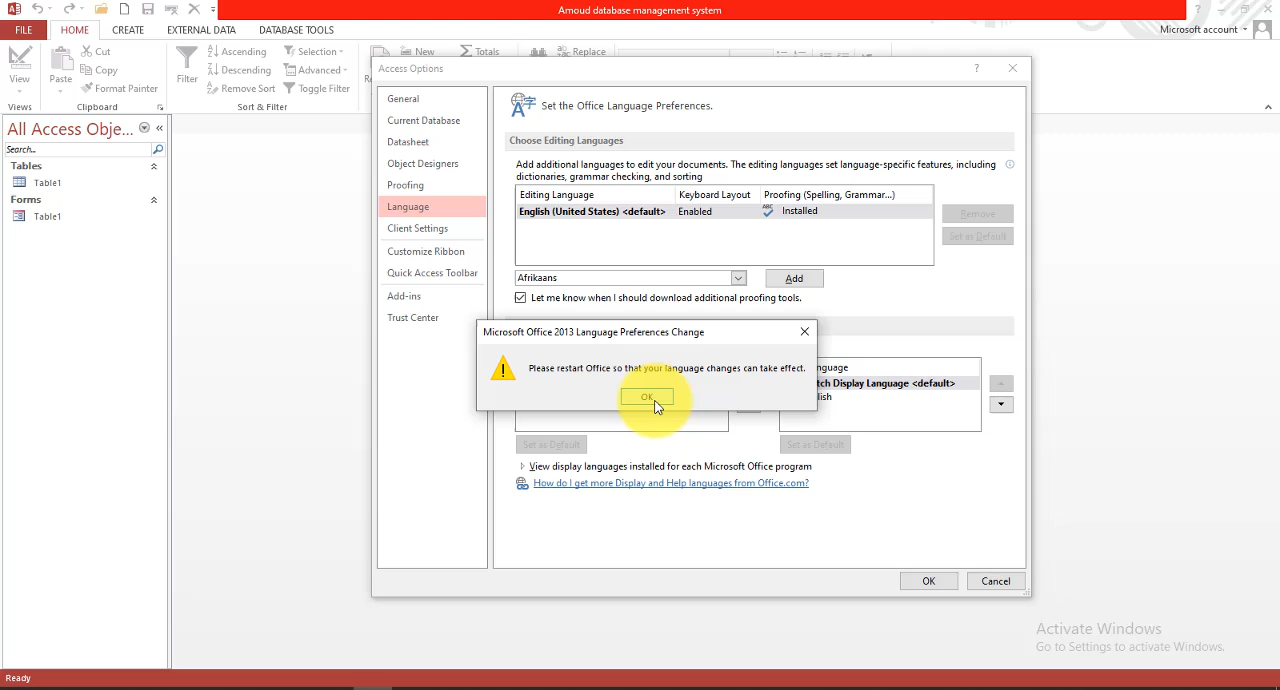 Amoud database management system
FILE HOME CREATE EXTERNAL DATA DATABASE TOOLS
Microsoft account
View
Views
Paste
Cut
Copy
Format Painter
Clipboard
Filter
Ascending
Descending
Remove Sort
Selection
Advanced
Toggle Filter
Sort & Filter
New
Totals
Replace
All Access Obje...
Search...
Tables
Table1
Forms
Table1
Access Options
General
Current Database
Datasheet
Object Designers
Proofing
Language
Client Settings
Customize Ribbon
Quick Access Toolbar
Add-ins
Trust Center
Set the Office Language Preferences.
Choose Editing Languages
Add additional languages to edit your documents. The editing languages set language-specific features, including
dictionaries, grammar checking, and sorting
Editing Language Keyboard Layout Proofing (Spelling, Grammar...)
English (United States) <default> Enabled Installed
Remove
Set as Default
Afrikaans
Add
Let me know when I should download additional proofing tools.
Microsoft Office 2013 Language Preferences Change
Please restart Office so that your language changes can take effect.
OK
Display Language <default>
Set as Default
Set as Default
View display languages installed for each Microsoft Office program
How do I get more Display and Help languages from Office.com?
OK
Cancel
Activate Windows
Go to Settings to activate Windows.
Ready